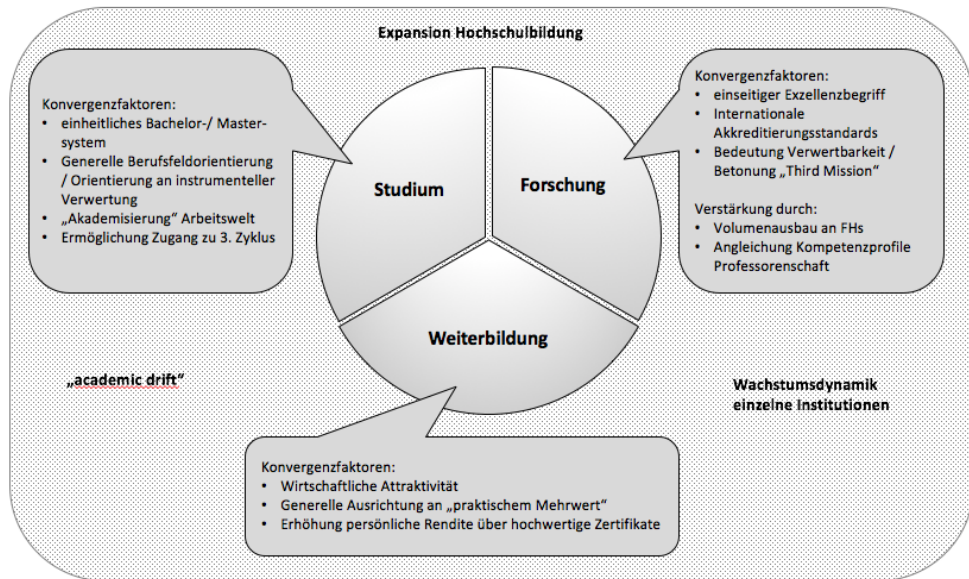 Expansion Hochschulbildung
Konvergenzfaktoren:
• einheitliches Bachelor-/ Master-
system
• Generelle Berufsfeldorientierung
/ Orientierung an instrumenteller
Verwertung
• „Akademisierung“ Arbeitswelt
• Ermöglichung Zugang zu 3. Zyklus
Studium
Forschung
Konvergenzfaktoren:
• einseitiger Exzellenzbegriff
• Internationale
Akkreditierungsstandards
• Bedeutung Verwertbarkeit /
Betonung „Third Mission“
Verstärkung durch:
• Volumenausbau an FHs
• Angleichung Kompetenzprofile
Professorenschaft
Weiterbildung
„academic drift“
Wachstumsdynamik
einzelne Institutionen
Konvergenzfaktoren:
• Wirtschaftliche Attraktivität
• Generelle Ausrichtung an „praktischem Mehrwert“
• Erhöhung persönliche Rendite über hochwertige Zertifikate